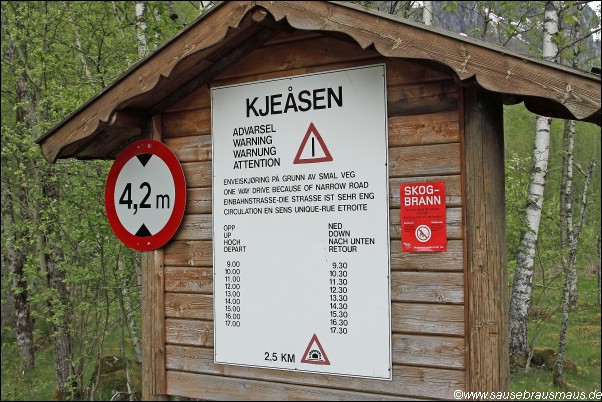 KJEÅSEN
ADVARSEL
WARNING
WARNUNG
ATTENTION
ENVEISKJØRING PÅ GRUNN AV SMAL VEG
ONE WAY DRIVE BECAUSE OF NARROW ROAD
EINBAHNSTRASSE-DIE STRASSE IST SEHR ENG
CIRCULATION EN SENS UNIQUE-RUE ETROITE
OPP NED
UP DOWN
HOCH NACH UNTEN
DEPART RETOUR
9.00 9.30
10.00 10.30
11.00 11.30
12.00 12.30
13.00 13.30
14.00 14.30
15.00 15.30
16.00 16.30
17.00 17.30
2,5 KM
4,2 m
SKOG-
BRANN
©www.sausebrausmaus.de